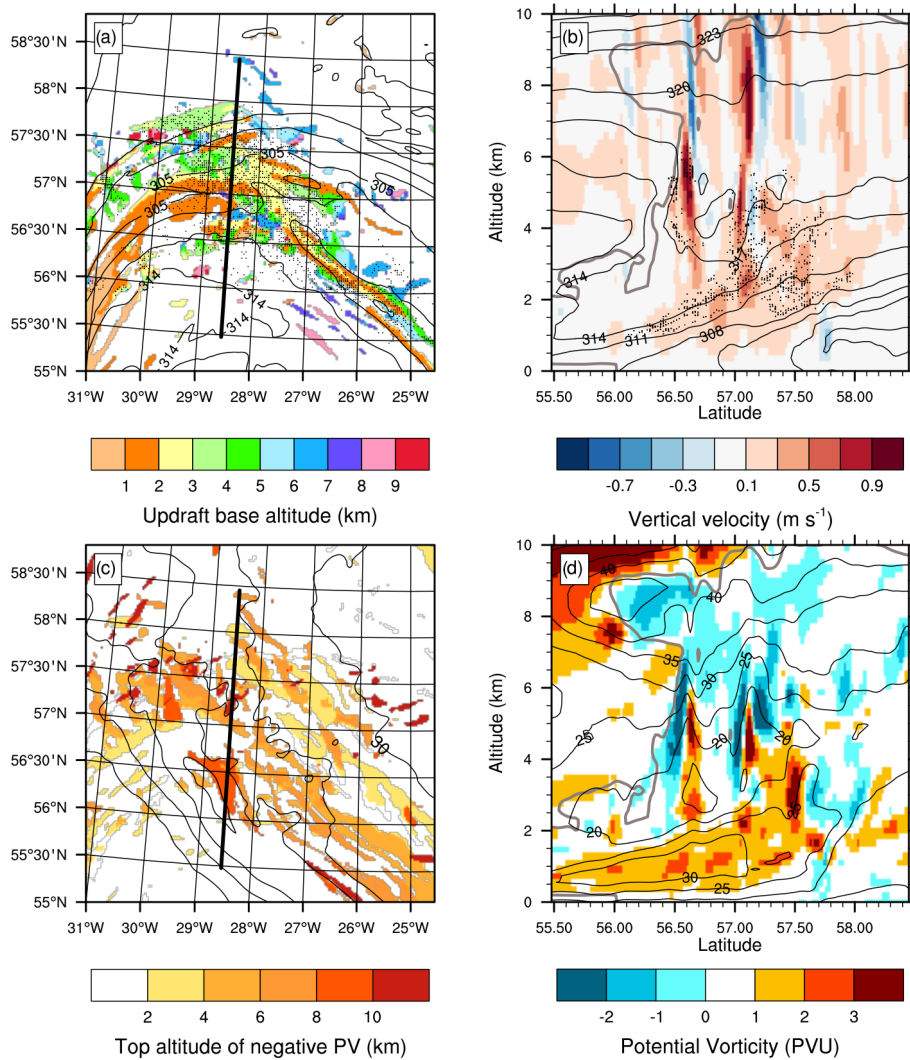 (a)
58°30'N
58°N
57°30'N
57°N
56°30'N
56°N
55°30'N
55°N
305
305
305
305
314
314
314
314
31°W 30°W 29°W 28°W 27°W 26°W 25°W
1 2 3 4 5 6 7 8 9
Updraft base altitude (km)
(b)
Altitude (km)
10
8
6
4
2
0
323
320
317
314
314
311
308
55.50 56.00 56.60 57.00 57.50 58.00
Latitude
-0.7 -0.3 0.1 0.5 0.9
Vertical velocity (m s⁻¹)
(c)
58°30'N
58°N
57°30'N
57°N
56°30'N
56°N
55°30'N
55°N
30
31°W 30°W 29°W 28°W 27°W 26°W 25°W
2 4 6 8 10
Top altitude of negative PV (km)
(d)
Altitude (km)
10
8
6
4
2
0
40
40
35
30
25
25
20
20
20
25
30
25
55.50 56.00 56.60 57.00 57.50 58.00
Latitude
-2 -1 0 1 2 3
Potential Vorticity (PVU)